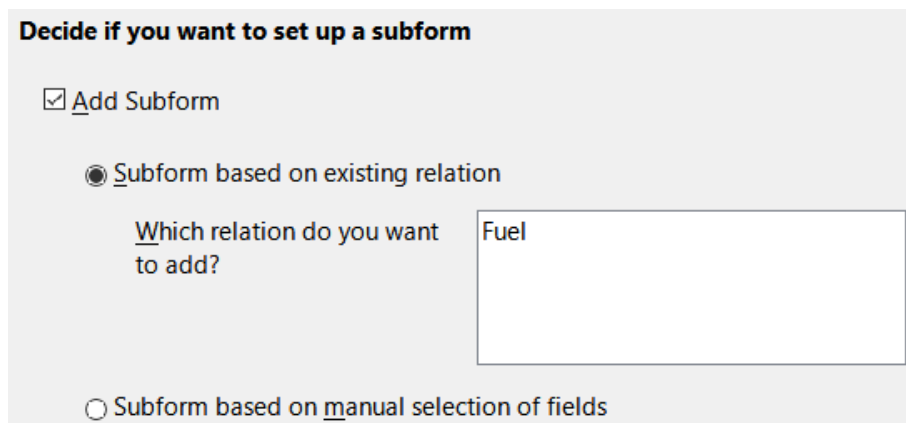 Decide if you want to set up a subform
Add Subform
Subform based on existing relation
Which relation do you want
to add?
Fuel
Subform based on manual selection of fields